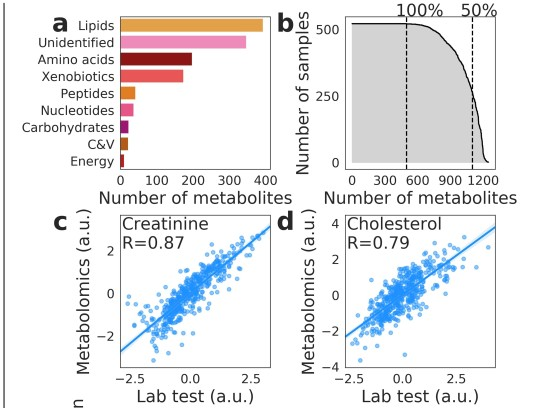 a
Lipids
Unidentified
Amino acids
Xenobiotics
Peptides
Nucleotides
Carbohydrates
C&V
Energy
0 100 200 300 400
Number of metabolites
b
100% 50%
Number of samples
500
250
0
0 300 600 900 1200
Number of metabolites
c
Creatinine
R=0.87
Metabolomics (a.u.)
2
0
−2
−2.5 0.0 2.5
Lab test (a.u.)
d
Cholesterol
R=0.79
Metabolomics (a.u.)
4
2
0
−2
−4
−2.5 0.0 2.5
Lab test (a.u.)
n